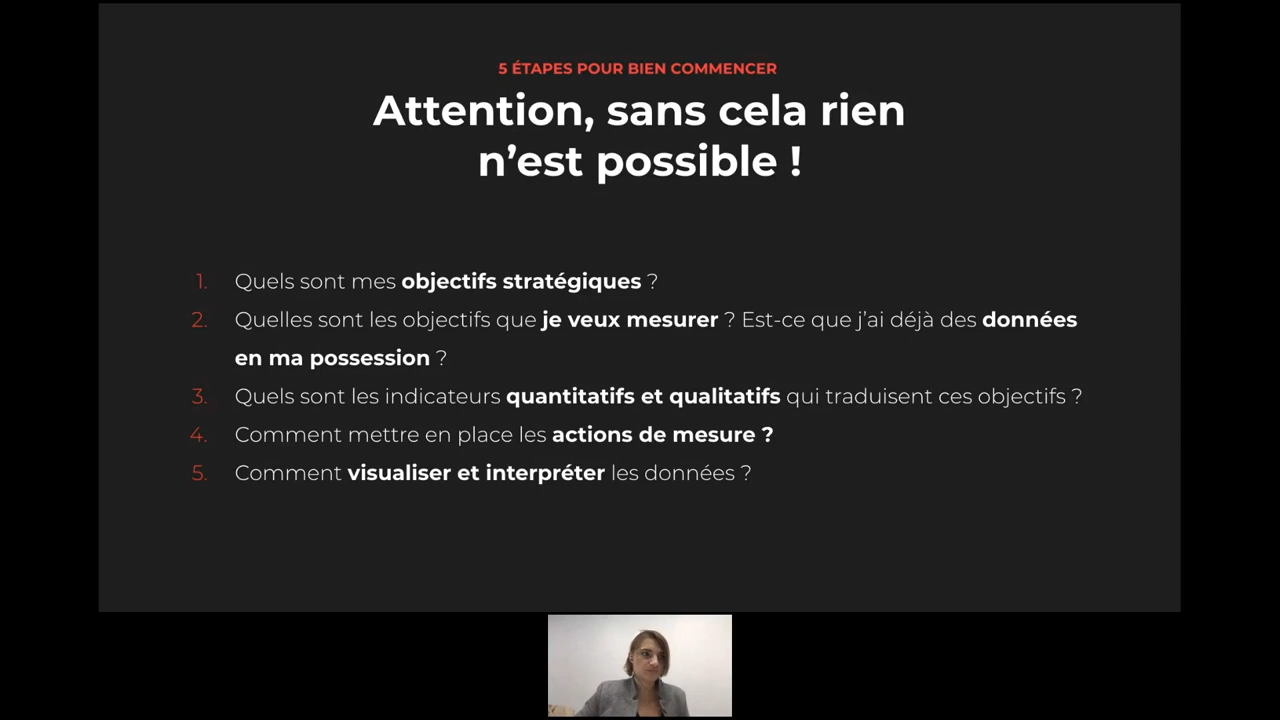 5 ÉTAPES POUR BIEN COMMENCER
Attention, sans cela rien
n’est possible !
1. Quels sont mes objectifs stratégiques ?
2. Quelles sont les objectifs que je veux mesurer ? Est-ce que j’ai déjà des données
en ma possession ?
3. Quels sont les indicateurs quantitatifs et qualitatifs qui traduisent ces objectifs ?
4. Comment mettre en place les actions de mesure ?
5. Comment visualiser et interpréter les données ?